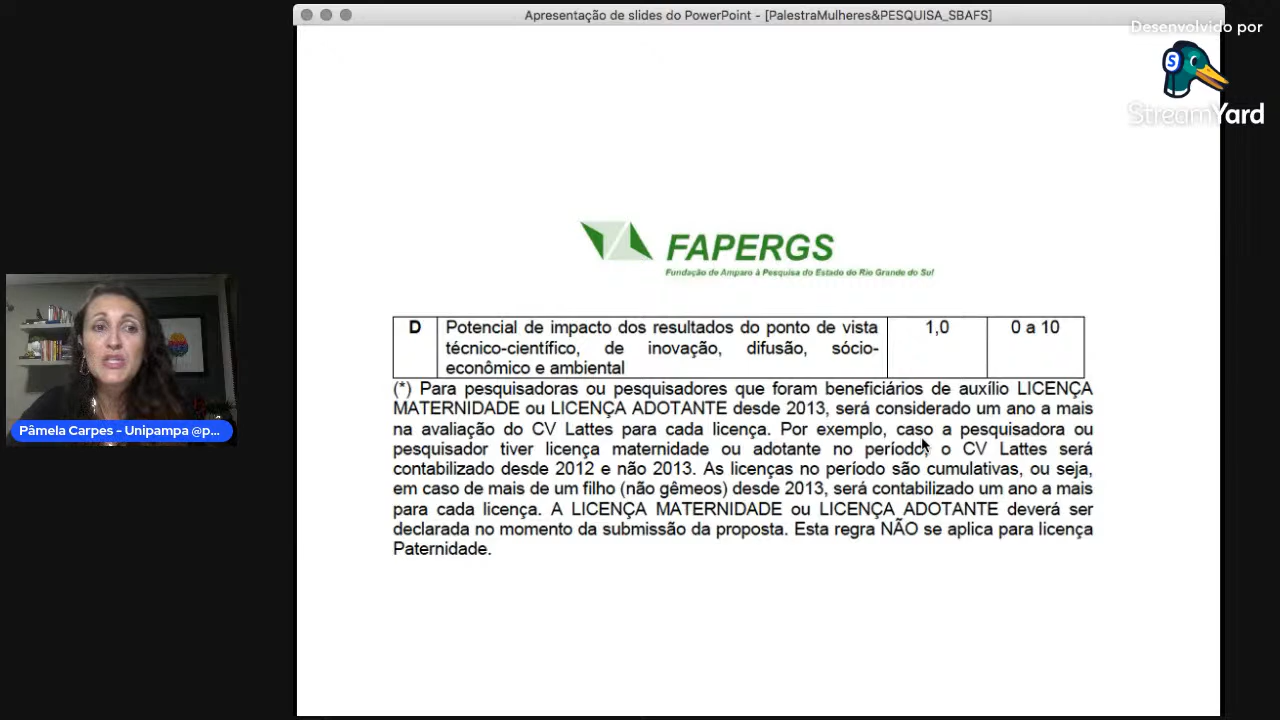 Apresentação de slides do PowerPoint - [PalestraMulheres&PESQUISA_SBAFS]
Desenvolvido por
S
StreamYard
FAPERGS
Fundação de Amparo à Pesquisa do Estado do Rio Grande do Sul
D Potencial de impacto dos resultados do ponto de vista 1,0 0 a 10
técnico-científico, de inovação, difusão, sócio-
econômico e ambiental
(*) Para pesquisadoras ou pesquisadores que foram beneficiários de auxílio LICENÇA
MATERNIDADE ou LICENÇA ADOTANTE desde 2013, será considerado um ano a mais
na avaliação do CV Lattes para cada licença. Por exemplo, caso a pesquisadora ou
pesquisador tiver licença maternidade ou adotante no período, o CV Lattes será
contabilizado desde 2012 e não 2013. As licenças no período são cumulativas, ou seja,
em caso de mais de um filho (não gêmeos) desde 2013, será contabilizado um ano a mais
para cada licença. A LICENÇA MATERNIDADE ou LICENÇA ADOTANTE deverá ser
declarada no momento da submissão da proposta. Esta regra NÃO se aplica para licença
Paternidade.
Pâmela Carpes - Unipampa @p...